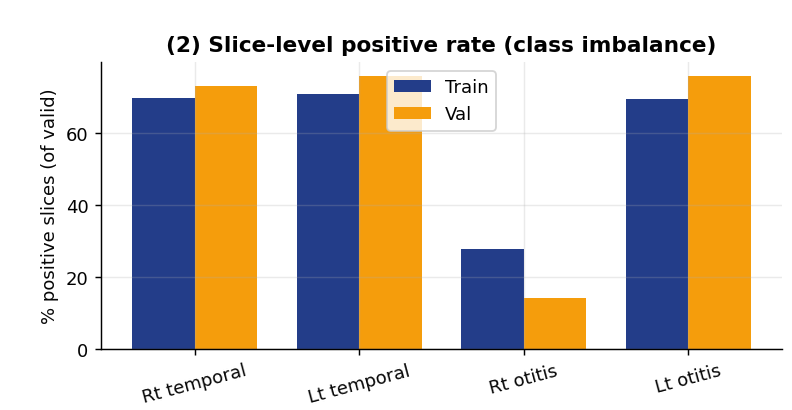 (2) Slice-level positive rate (class imbalance)
% positive slices (of valid)
60
40
20
0
Train
Val
Rt temporal
Lt temporal
Rt otitis
Lt otitis